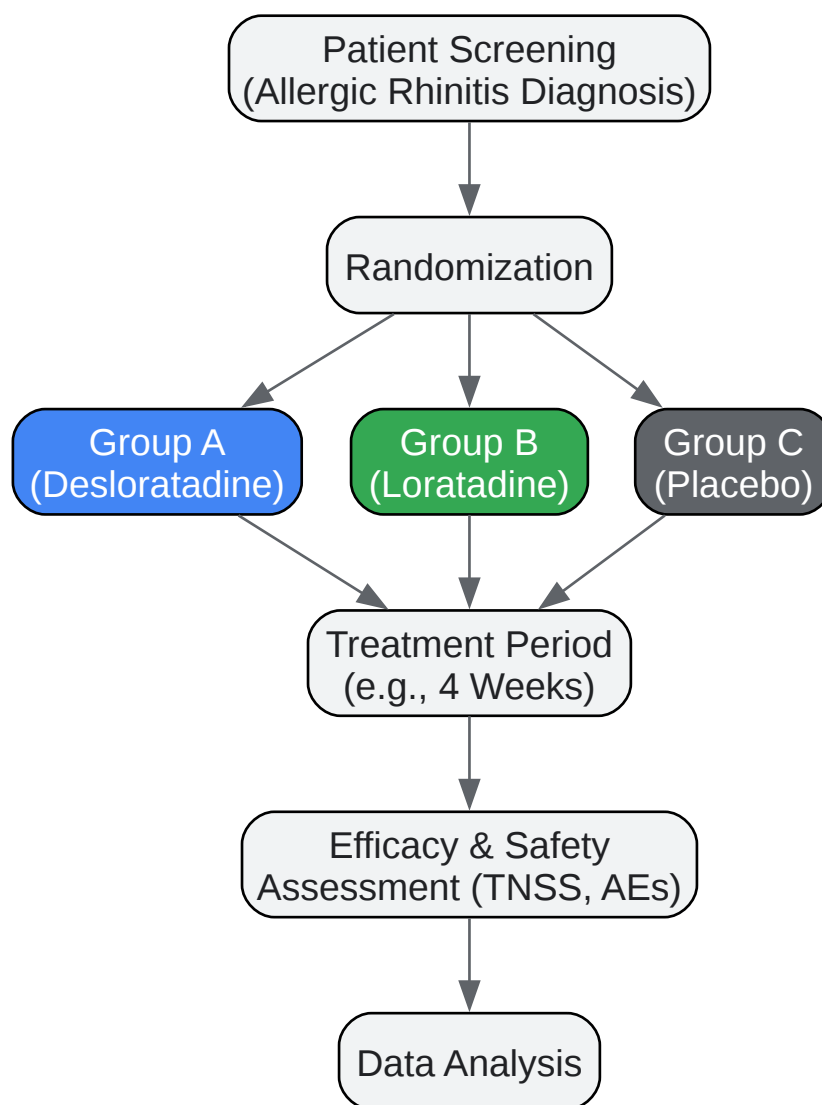 Patient Screening
(Allergic Rhinitis Diagnosis)
Randomization
Group A
(Desloratadine)
Group B
(Loratadine)
Group C
(Placebo)
Treatment Period
(e.g., 4 Weeks)
Efficacy & Safety
Assessment (TNSS, AEs)
Data Analysis